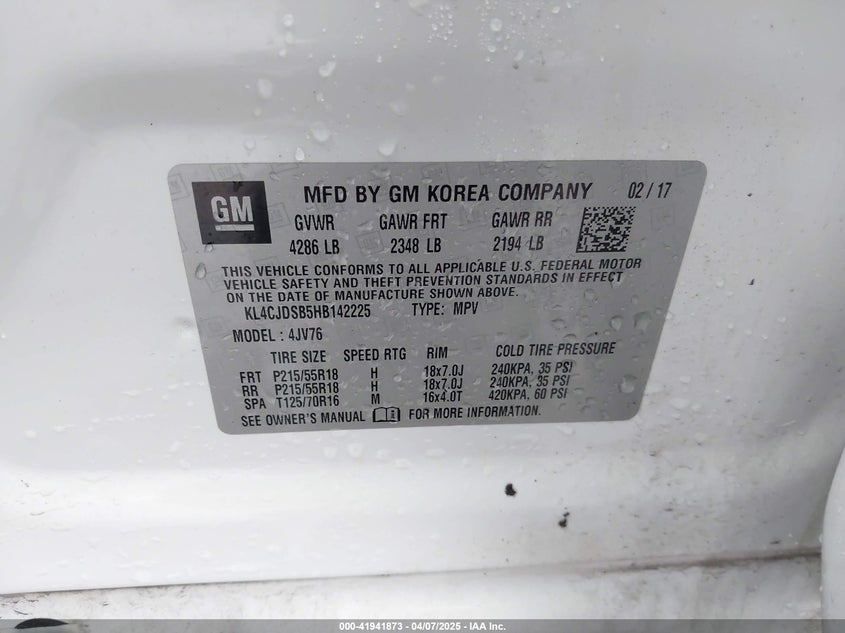 GM
MFD BY GM KOREA COMPANY 02 / 17
GVWR GAWR FRT GAWR RR
4286 LB 2348 LB 2194 LB
THIS VEHICLE CONFORMS TO ALL APPLICABLE U.S. FEDERAL MOTOR
VEHICLE SAFETY AND THEFT PREVENTION STANDARDS IN EFFECT
ON THE DATE OF MANUFACTURE SHOWN ABOVE.
KL4CJDSB5HB142225 TYPE: MPV
MODEL : 4JV76
TIRE SIZE SPEED RTG RIM COLD TIRE PRESSURE
FRT P215/55R18 H 18x7.0J 240KPA, 35 PSI
RR P215/55R18 H 18x7.0J 240KPA, 35 PSI
SPA T125/70R16 M 16x4.0T 420KPA, 60 PSI
SEE OWNER'S MANUAL FOR MORE INFORMATION.
000-41941873 - 04/07/2025 - IAA Inc.